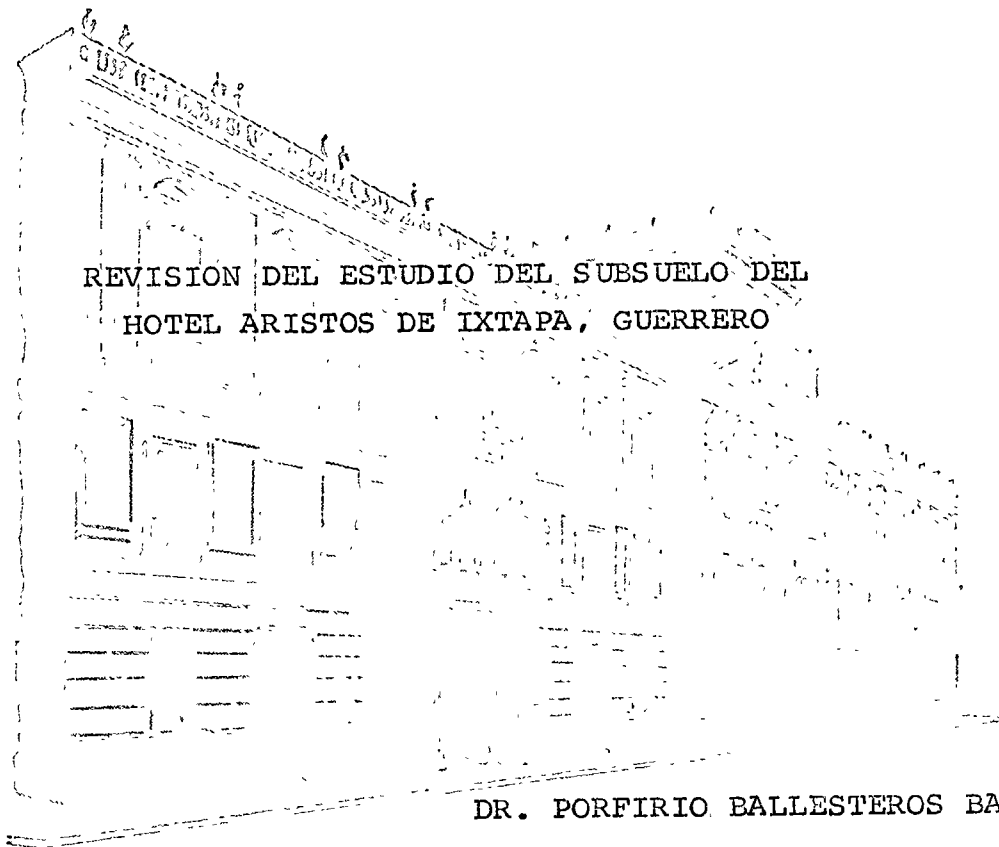 REVISION DEL ESTUDIO DEL SUBSUELO DEL
HOTEL ARISTOS DE IXTAPA, GUERRERO
DR. PORFIRIO BALLESTEROS BA